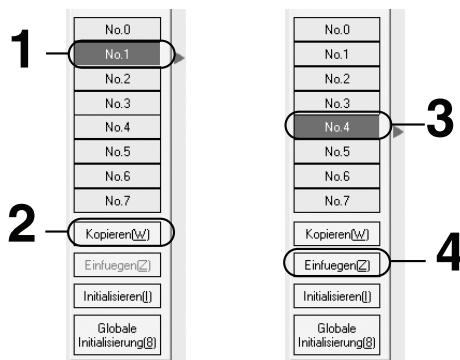 1
No.0
No.1
No.2
No.3
No.4
No.5
No.6
No.7
2
Kopieren(W)
Einfuegen(Z)
Initialisieren(I)
Globale
Initialisierung(8)
No.0
No.1
No.2
No.3
3
No.4
No.5
No.6
No.7
Kopieren(W)
4
Einfuegen(Z)
Initialisieren(I)
Globale
Initialisierung(8)